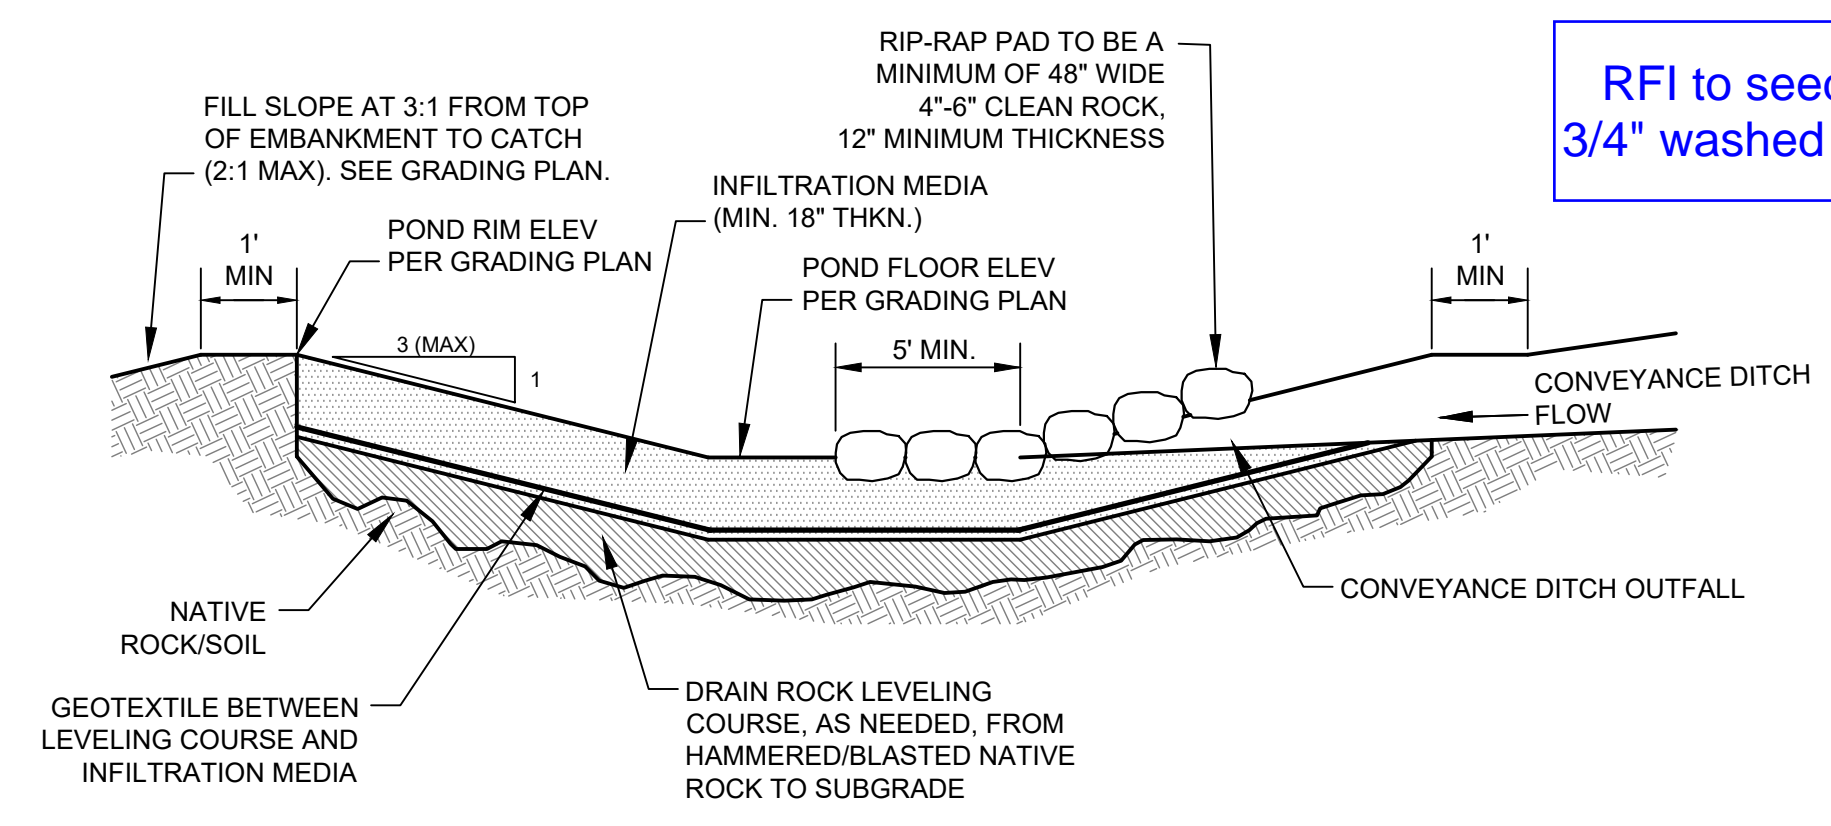 RIP-RAP PAD TO BE A
MINIMUM OF 48" WIDE
4"-6" CLEAN ROCK,
12" MINIMUM THICKNESS
RFI to seed
3/4" washed
FILL SLOPE AT 3:1 FROM TOP
OF EMBANKMENT TO CATCH
(2:1 MAX). SEE GRADING PLAN.
INFILTRATION MEDIA
(MIN. 18" THKN.)
1'
MIN
POND RIM ELEV
PER GRADING PLAN
POND FLOOR ELEV
PER GRADING PLAN
1'
MIN
3 (MAX)
1
5' MIN.
CONVEYANCE DITCH
FLOW
CONVEYANCE DITCH OUTFALL
NATIVE
ROCK/SOIL
GEOTEXTILE BETWEEN
LEVELING COURSE AND
INFILTRATION MEDIA
DRAIN ROCK LEVELING
COURSE, AS NEEDED, FROM
HAMMERED/BLASTED NATIVE
ROCK TO SUBGRADE